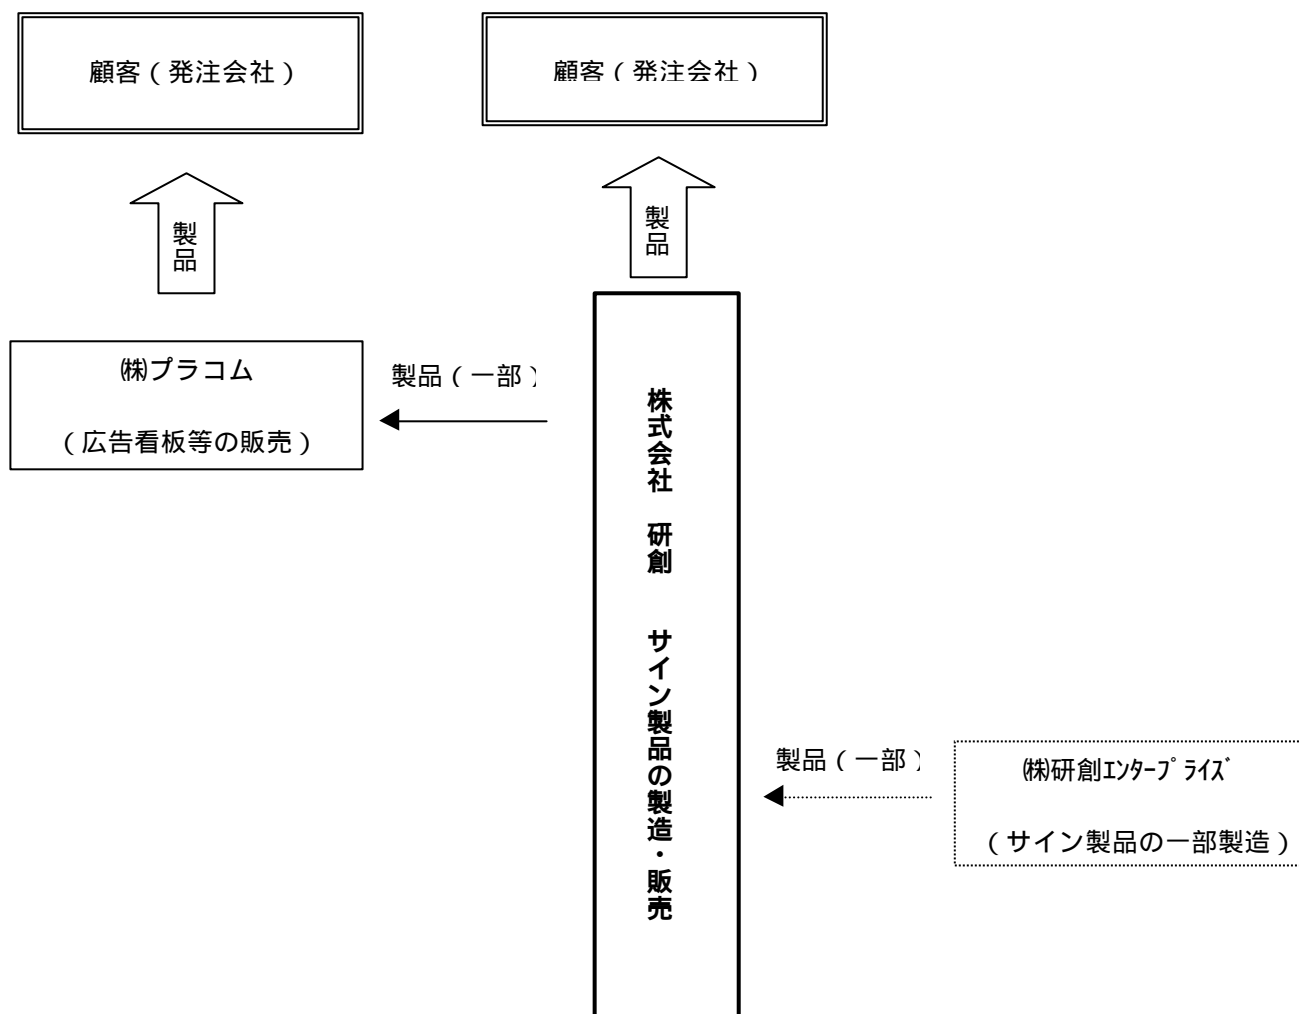 顧客（発注会社）
顧客（発注会社）
製品
製品
㈱プラコム
（広告看板等の販売）
製品（一部）
株式会社　研創　　サイン製品の製造・販売
製品（一部）
㈱研創ｴﾝﾀｰﾌﾟﾗｲｽﾞ
（サイン製品の一部製造）